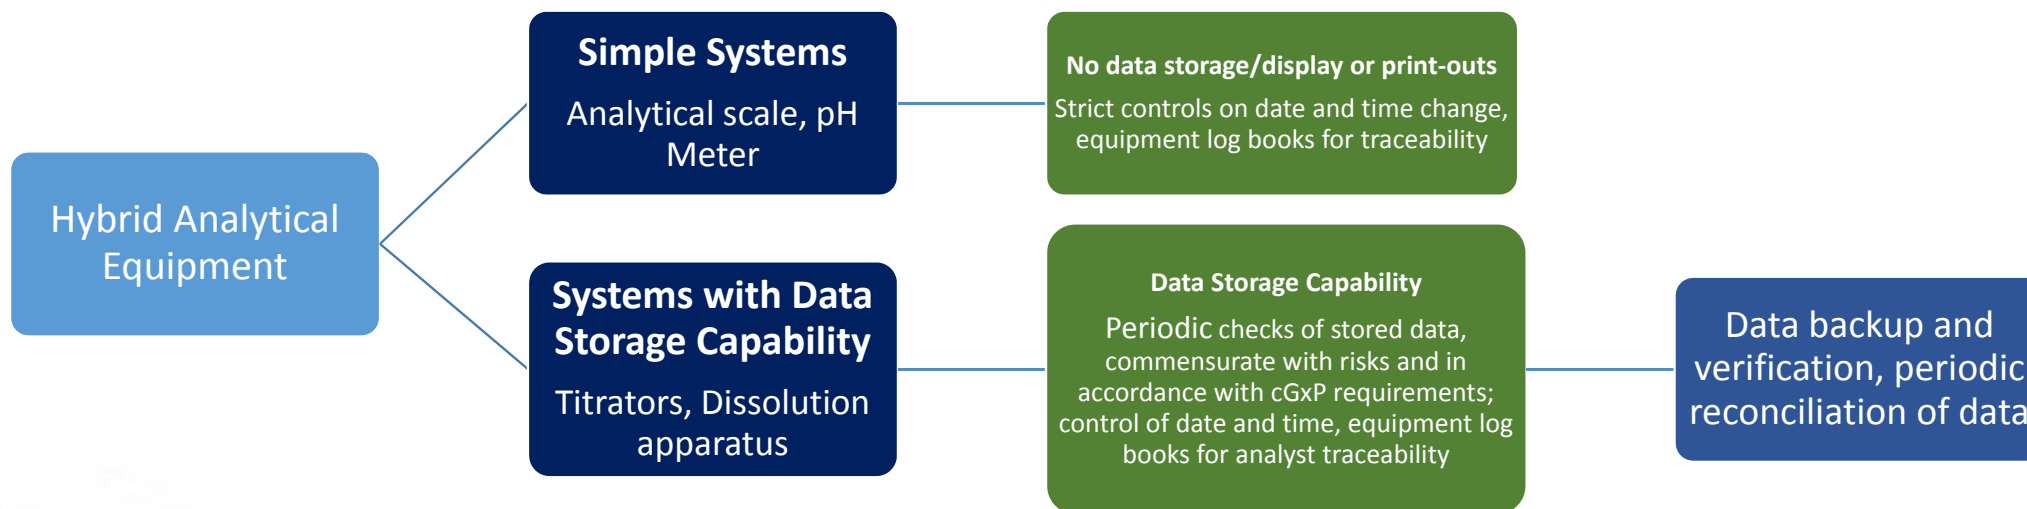 Hybrid Analytical
Equipment
Simple Systems
Analytical scale, pH
Meter
No data storage/display or print-outs
Strict controls on date and time change,
equipment log books for traceability
Systems with Data
Storage Capability
Titrators, Dissolution
apparatus
Data Storage Capability
Periodic checks of stored data,
commensurate with risks and in
accordance with cGxP requirements;
control of date and time, equipment log
books for analyst traceability
Data backup and
verification, periodic
reconciliation of data